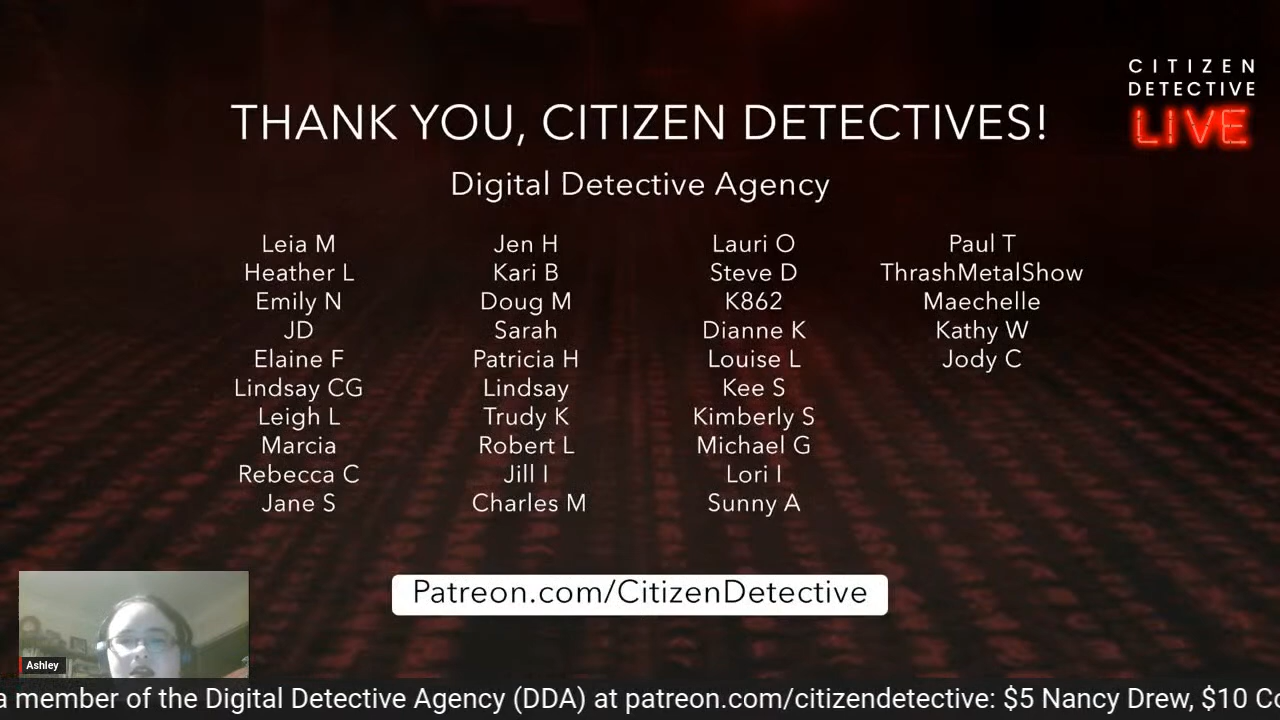 CITIZEN
DETECTIVE
LIVE
THANK YOU, CITIZEN DETECTIVES!
Digital Detective Agency
Leia M
Heather L
Emily N
JD
Elaine F
Lindsay CG
Leigh L
Marcia
Rebecca C
Jane S
Jen H
Kari B
Doug M
Sarah
Patricia H
Lindsay
Trudy K
Robert L
Jill I
Charles M
Lauri O
Steve D
K862
Dianne K
Louise L
Kee S
Kimberly S
Michael G
Lori I
Sunny A
Paul T
ThrashMetalShow
Maechelle
Kathy W
Jody C
Patreon.com/CitizenDetective
Ashley
a member of the Digital Detective Agency (DDA) at patreon.com/citizendetective: $5 Nancy Drew, $10 Co